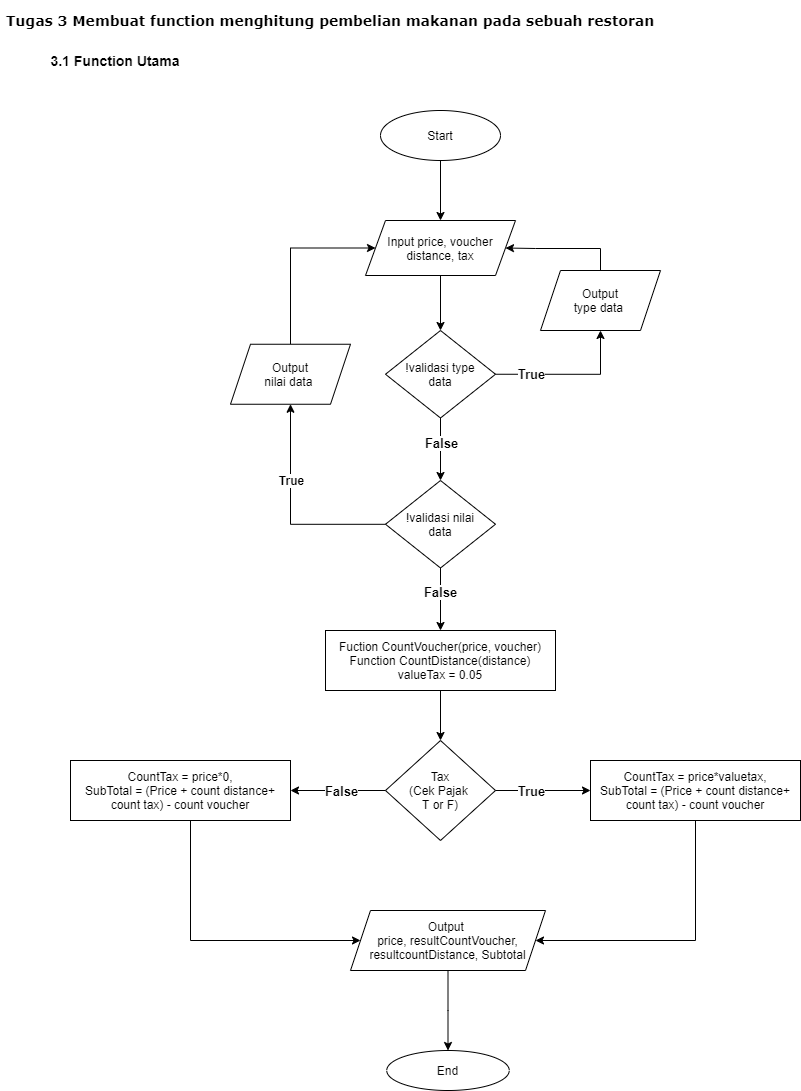 Tugas 3 Membuat function menghitung pembelian makanan pada sebuah restoran
3.1 Function Utama
Start
Input price, voucher
distance, tax
Output
type data
Output
nilai data
!validasi type
data
True
False
True
!validasi nilai
data
False
Fuction CountVoucher(price, voucher)
Function CountDistance(distance)
valueTax = 0.05
CountTax = price*0,
SubTotal = (Price + count distance+
count tax) - count voucher
False
Tax
(Cek Pajak
T or F)
True
CountTax = price*valuetax,
SubTotal = (Price + count distance+
count tax) - count voucher
Output
price, resultCountVoucher,
resultcountDistance, Subtotal
End